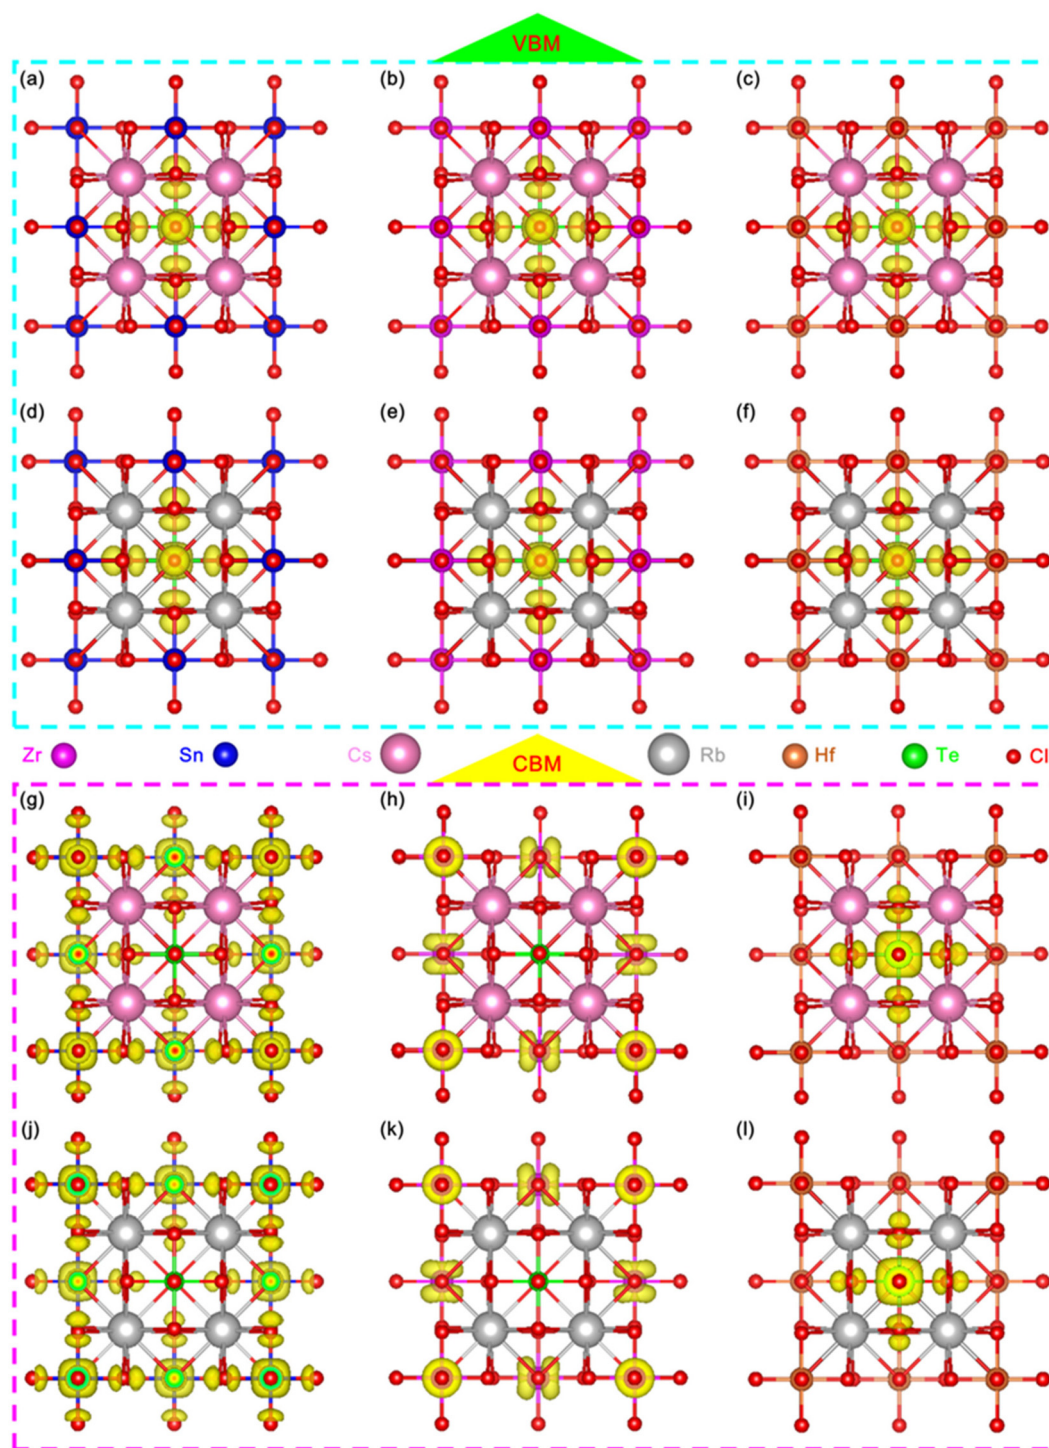 VBM
(a) (b) (c)
(d) (e) (f)
Zr Sn Cs Rb Hf Te Cl
CBM
(g) (h) (i)
(j) (k) (l)